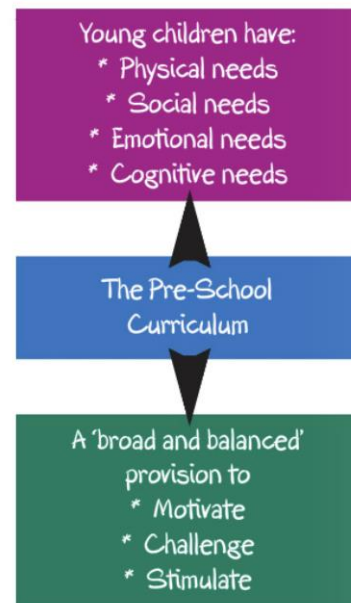 Young children have:
* Physical needs
* Social needs
* Emotional needs
* Cognitive needs
The Pre-School
Curriculum
A 'broad and balanced'
provision to
* Motivate
* Challenge
* Stimulate